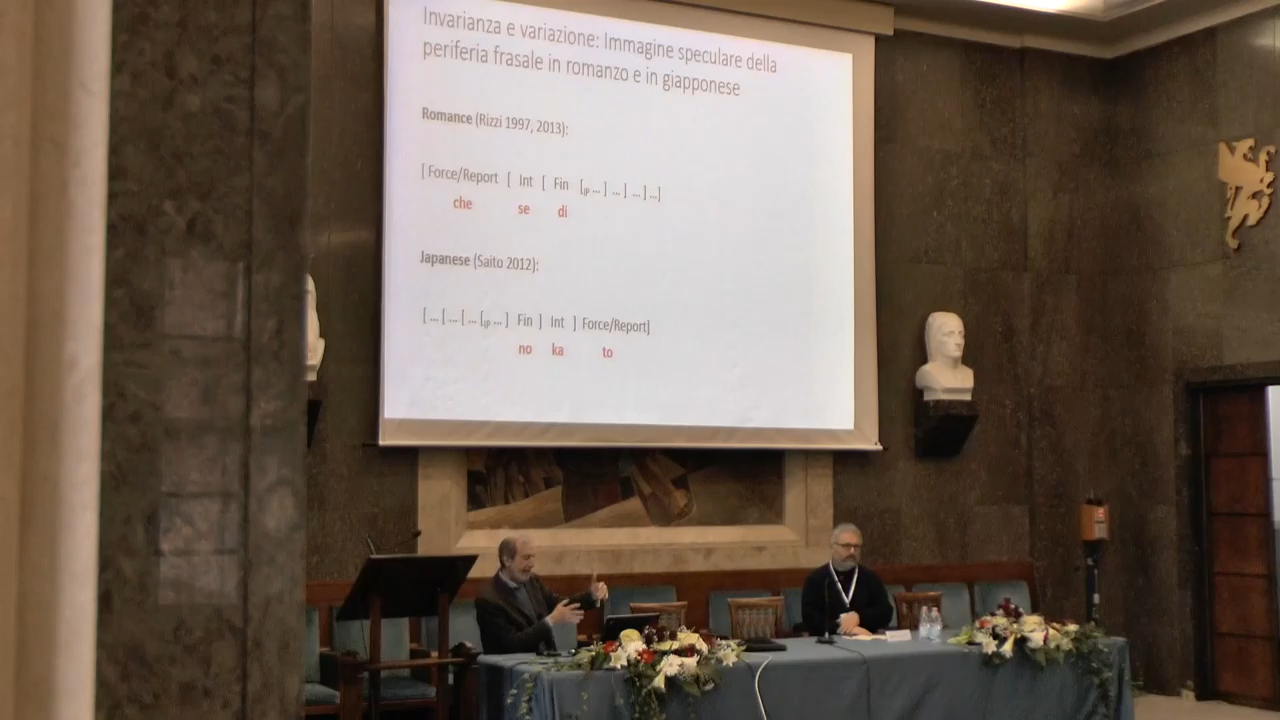 Invarianza e variazione: Immagine speculare della
periferia frasale in romanzo e in giapponese
Romance (Rizzi 1997, 2013):
[ Force/Report [ Int [ Fin [IP ... ] ... ] ... ] ...]
che se di
Japanese (Saito 2012):
[ ... [ ... [ ... [IP ... ] Fin ] Int ] Force/Report]
no ka to